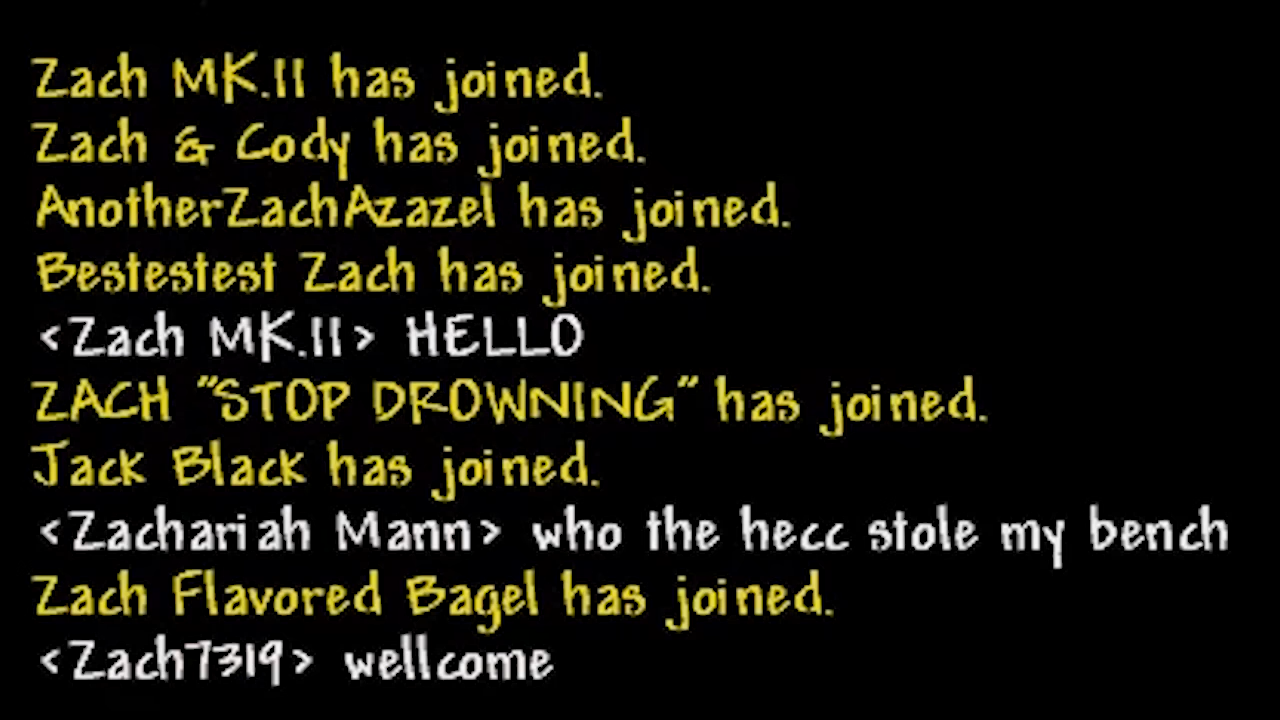 Zach MK.II has joined.
Zach & Cody has joined.
AnotherZachAzazel has joined.
Bestestest Zach has joined.
<Zach MK.II> HELLO
ZACH "STOP DROWNING" has joined.
Jack Black has joined.
<Zachariah Mann> who the hecc stole my bench
Zach Flavored Bagel has joined.
<Zach7319> wellcome